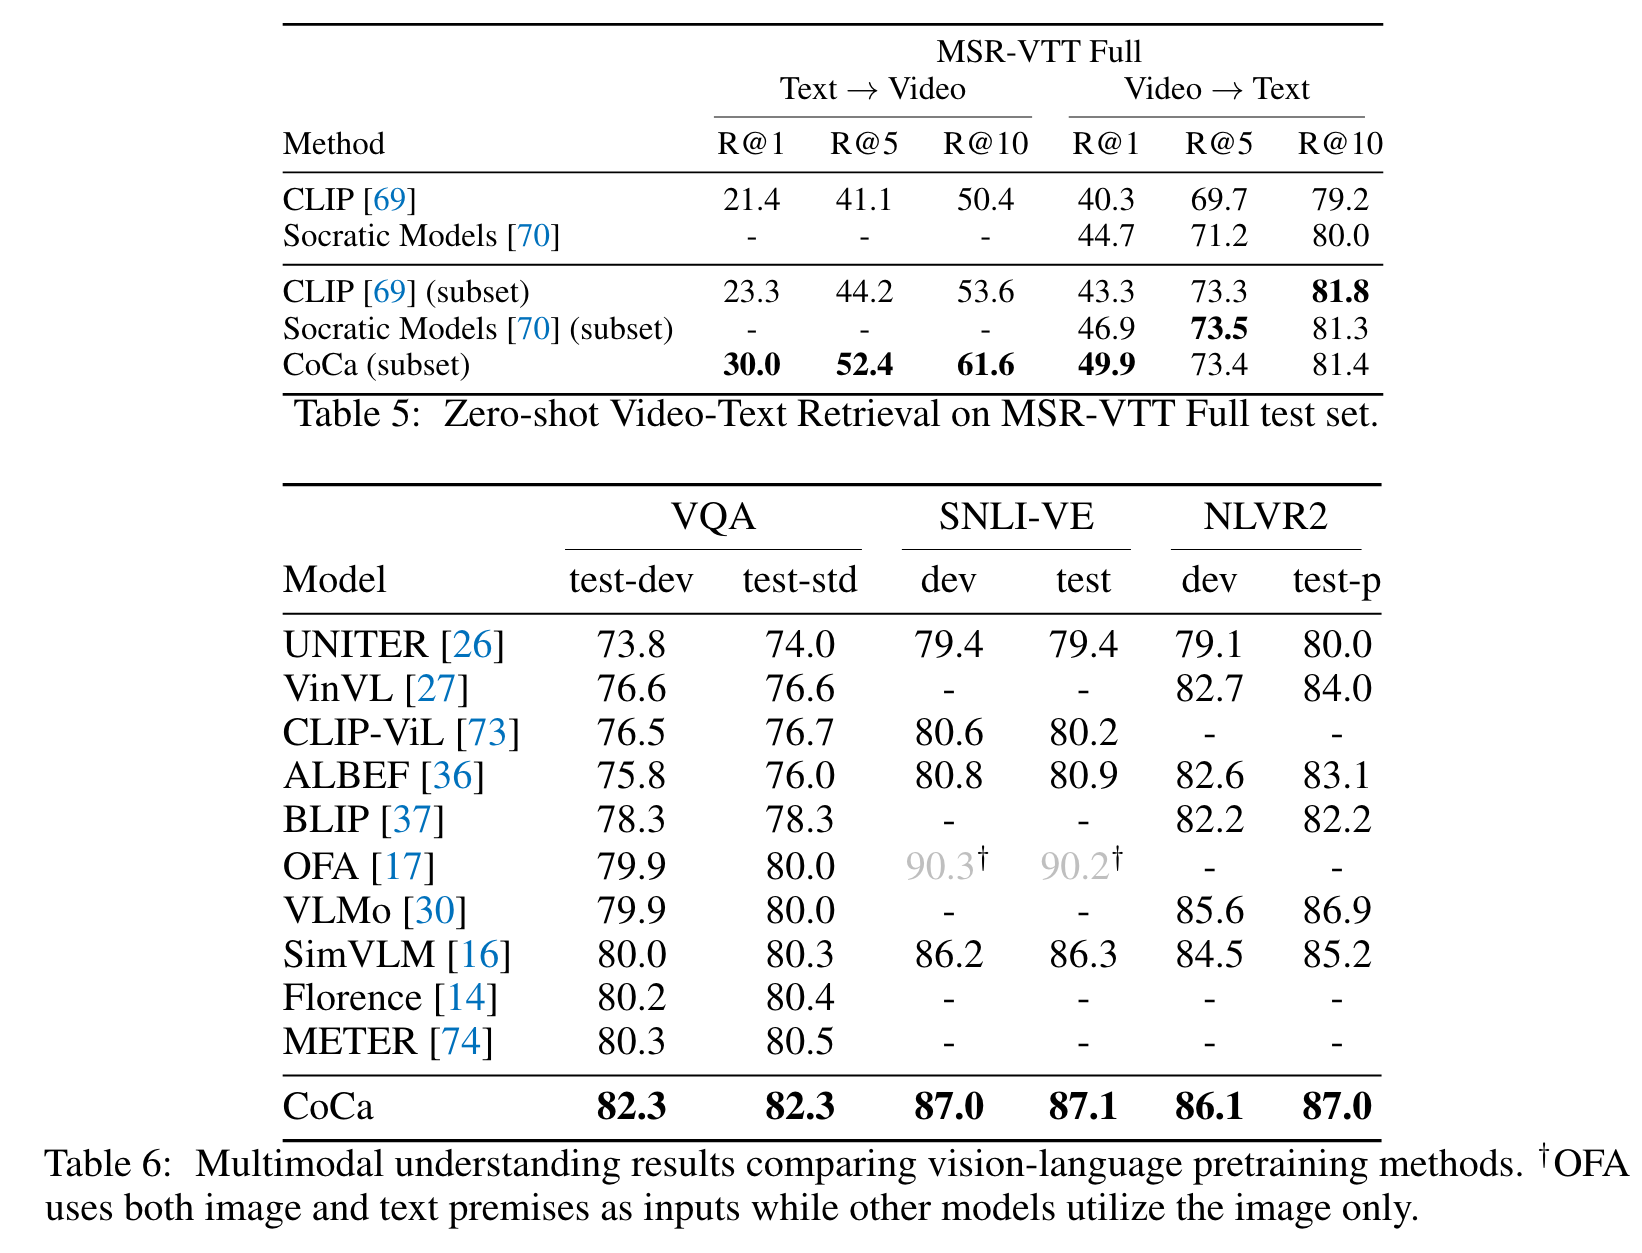 MSR-VTT Full
Text → Video Video → Text
Method R@1 R@5 R@10 R@1 R@5 R@10
CLIP [69] 21.4 41.1 50.4 40.3 69.7 79.2
Socratic Models [70] - - - 44.7 71.2 80.0
CLIP [69] (subset) 23.3 44.2 53.6 43.3 73.3 81.8
Socratic Models [70] (subset) - - - 46.9 73.5 81.3
CoCa (subset) 30.0 52.4 61.6 49.9 73.4 81.4
Table 5: Zero-shot Video-Text Retrieval on MSR-VTT Full test set.
VQA SNLI-VE NLVR2
Model test-dev test-std dev test dev test-p
UNITER [26] 73.8 74.0 79.4 79.4 79.1 80.0
VinVL [27] 76.6 76.6 - - 82.7 84.0
CLIP-ViL [73] 76.5 76.7 80.6 80.2 - -
ALBEF [36] 75.8 76.0 80.8 80.9 82.6 83.1
BLIP [37] 78.3 78.3 - - 82.2 82.2
OFA [17] 79.9 80.0 90.3† 90.2† - -
VLMo [30] 79.9 80.0 - - 85.6 86.9
SimVLM [16] 80.0 80.3 86.2 86.3 84.5 85.2
Florence [14] 80.2 80.4 - - - -
METER [74] 80.3 80.5 - - - -
CoCa 82.3 82.3 87.0 87.1 86.1 87.0
Table 6: Multimodal understanding results comparing vision-language pretraining methods. †OFA
uses both image and text premises as inputs while other models utilize the image only.